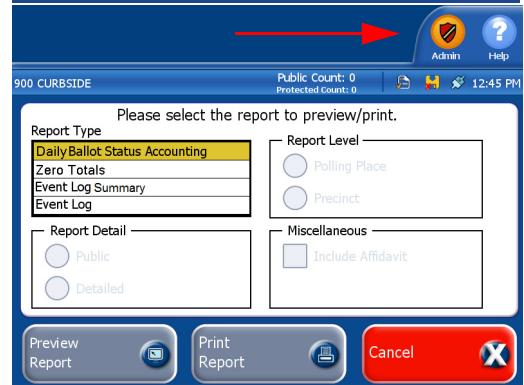 Admin Help
900 CURBSIDE Public Count: 0 12:45 PM
Protected Count: 0
Please select the report to preview/print.
Report Type
Daily Ballot Status Accounting
Zero Totals
Event Log Summary
Event Log
Report Level
Polling Place
Precinct
Report Detail
Public
Detailed
Miscellaneous
Include Affidavit
Preview
Report
Print
Report
Cancel